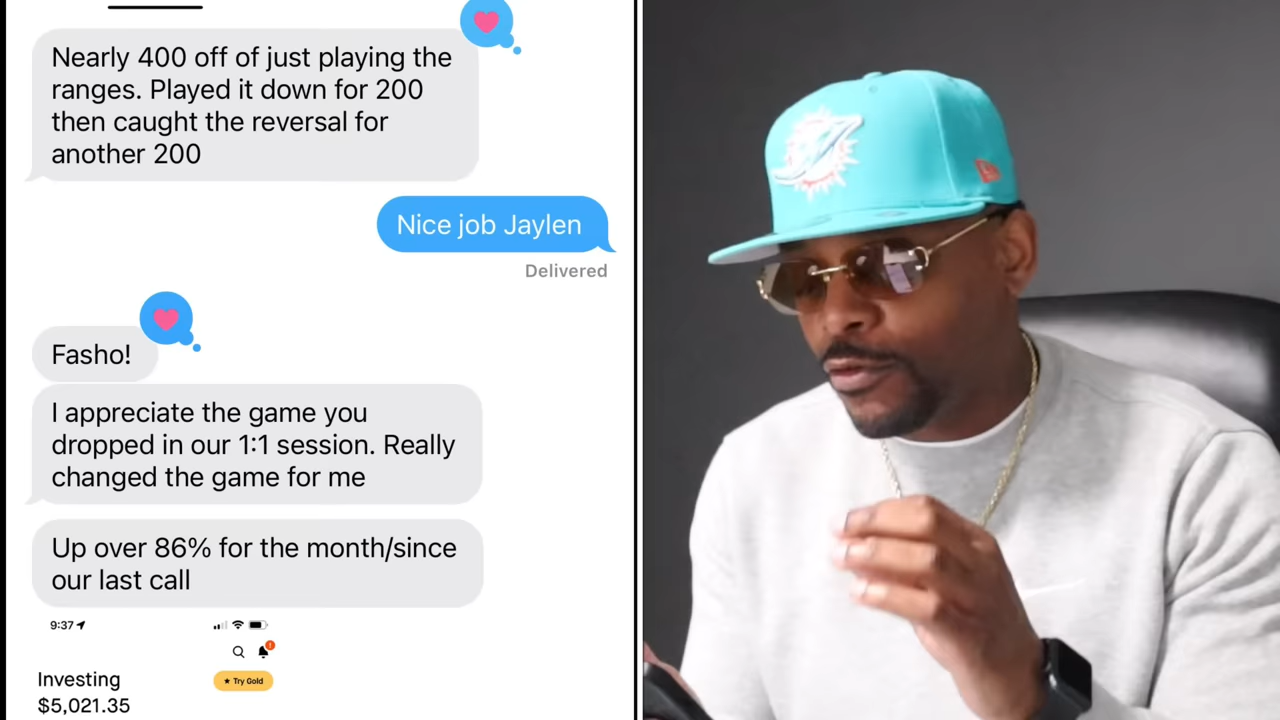 Nearly 400 off of just playing the
ranges. Played it down for 200
then caught the reversal for
another 200
Nice job Jaylen
Delivered
Fasho!
I appreciate the game you
dropped in our 1:1 session. Really
changed the game for me
Up over 86% for the month/since
our last call
9:37
1
Investing
★ Try Gold
$5,021.35